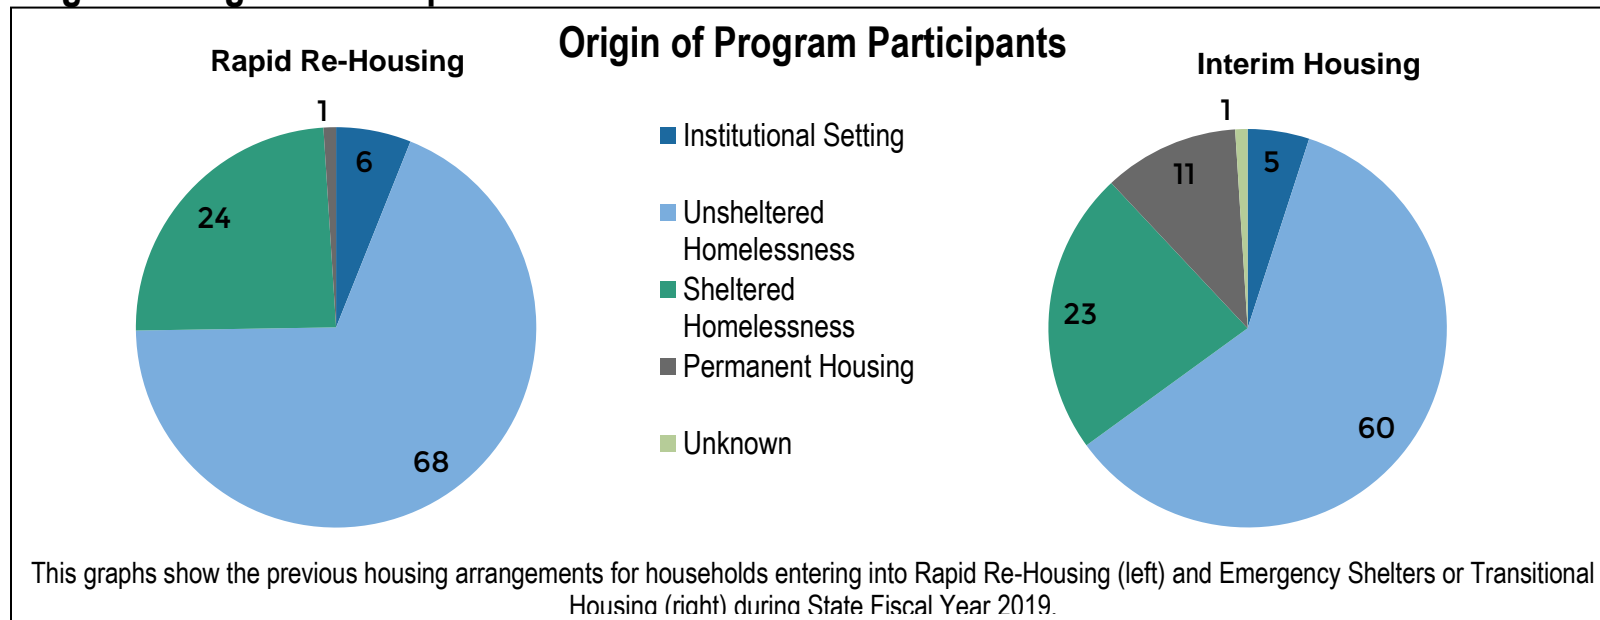 Origin of Program Participants
Rapid Re-Housing
1
6
24
68
Institutional Setting
Unsheltered
Homelessness
Sheltered
Homelessness
Permanent Housing
Unknown
Interim Housing
1
5
11
23
60
This graphs show the previous housing arrangements for households entering into Rapid Re-Housing (left) and Emergency Shelters or Transitional
Housing (right) during State Fiscal Year 2019.